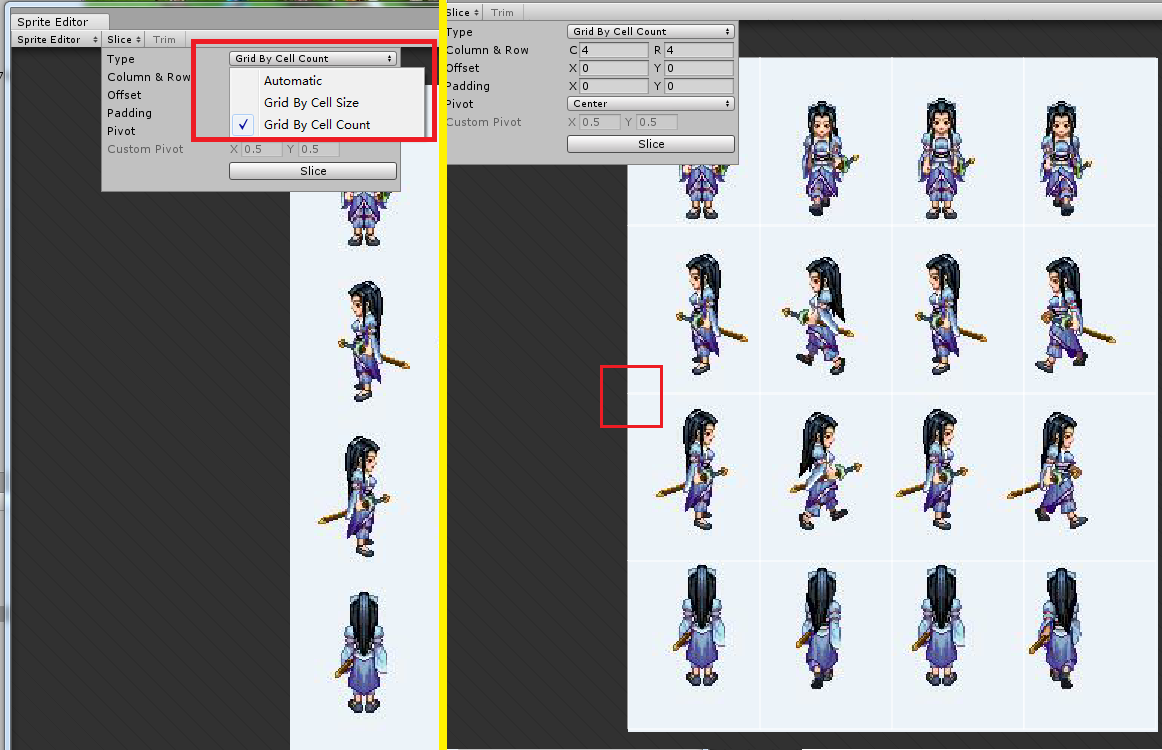 Sprite Editor
Sprite Editor Slice Trim
Type Grid By Cell Count
Automatic
Column & Row
Grid By Cell Size
Offset
Padding
Grid By Cell Count
Pivot
Custom Pivot X 0.5 Y 0.5
Slice
Slice Trim
Type Grid By Cell Count
Column & Row C 4 R 4
Offset X 0 Y 0
Padding X 0 Y 0
Pivot Center
Custom Pivot X 0.5 Y 0.5
Slice